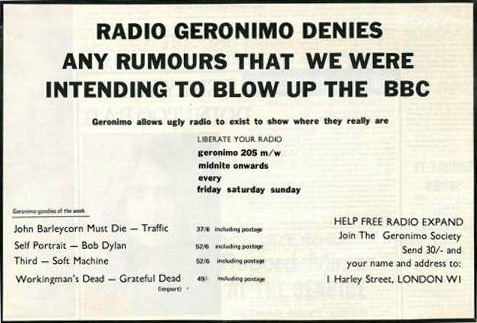 RADIO GERONIMO DENIES
ANY RUMOURS THAT WE WERE
INTENDING TO BLOW UP THE BBC
Geronimo allows ugly radio to exist to show where they really are
LIBERATE YOUR RADIO
geronimo 205 m/w
midnite onwards
every
friday saturday sunday
Geronimo goodies of the week
John Barleycorn Must Die — Traffic 37/6 including postage
Self Portrait — Bob Dylan 52/6 including postage
Third — Soft Machine 52/6 including postage
Workingman's Dead — Grateful Dead 49/- including postage
(import)
HELP FREE RADIO EXPAND
Join The Geronimo Society
Send 30/- and
your name and address to:
1 Harley Street, LONDON W1